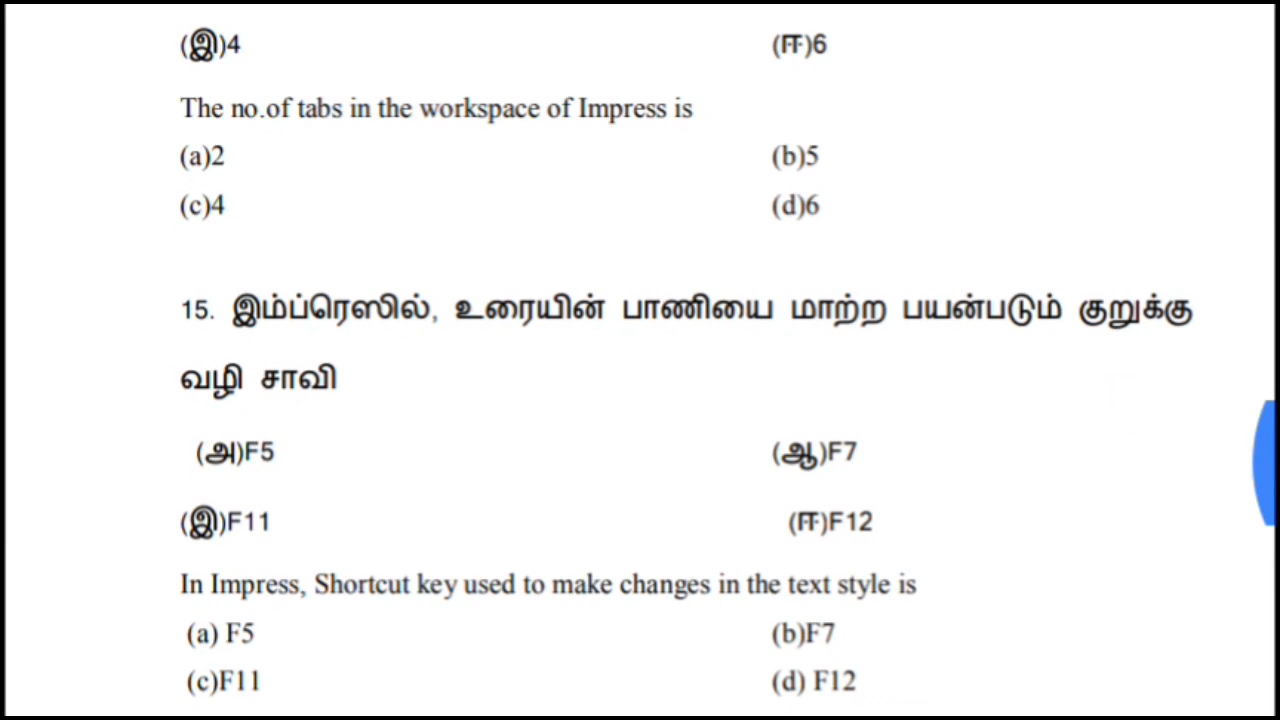 (இ)4 (ஈ)6
The no.of tabs in the workspace of Impress is
(a)2 (b)5
(c)4 (d)6
15. இம்ப்ரெஸில், உரையின் பாணியை மாற்ற பயன்படும் குறுக்கு
வழி சாவி
(அ)F5 (ஆ)F7
(இ)F11 (ஈ)F12
In Impress, Shortcut key used to make changes in the text style is
(a) F5 (b)F7
(c)F11 (d) F12